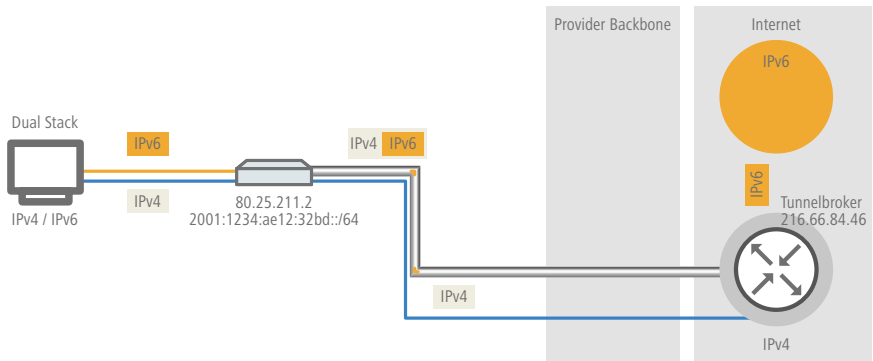 Provider Backbone
Internet
IPv6
Dual Stack
IPv6
IPv4 IPv6
IPv4
IPv4 / IPv6
80.25.211.2
2001:1234:ae12:32bd::/64
IPv6
Tunnelbroker
216.66.84.46
IPv4
IPv4